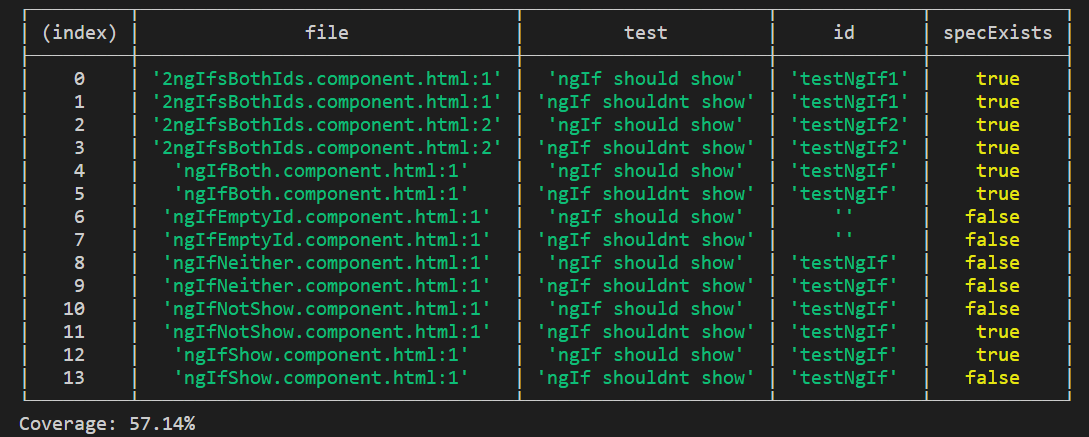 (index) file test id specExists
0 '2ngIfsBothIds.component.html:1' 'ngIf should show' 'testNgIf1' true
1 '2ngIfsBothIds.component.html:1' 'ngIf shouldnt show' 'testNgIf1' true
2 '2ngIfsBothIds.component.html:2' 'ngIf should show' 'testNgIf2' true
3 '2ngIfsBothIds.component.html:2' 'ngIf shouldnt show' 'testNgIf2' true
4 'ngIfBoth.component.html:1' 'ngIf should show' 'testNgIf' true
5 'ngIfBoth.component.html:1' 'ngIf shouldnt show' 'testNgIf' true
6 'ngIfEmptyId.component.html:1' 'ngIf should show' '' false
7 'ngIfEmptyId.component.html:1' 'ngIf shouldnt show' '' false
8 'ngIfNeither.component.html:1' 'ngIf should show' 'testNgIf' false
9 'ngIfNeither.component.html:1' 'ngIf shouldnt show' 'testNgIf' false
10 'ngIfNotShow.component.html:1' 'ngIf should show' 'testNgIf' false
11 'ngIfNotShow.component.html:1' 'ngIf shouldnt show' 'testNgIf' true
12 'ngIfShow.component.html:1' 'ngIf should show' 'testNgIf' true
13 'ngIfShow.component.html:1' 'ngIf shouldnt show' 'testNgIf' false
Coverage: 57.14%